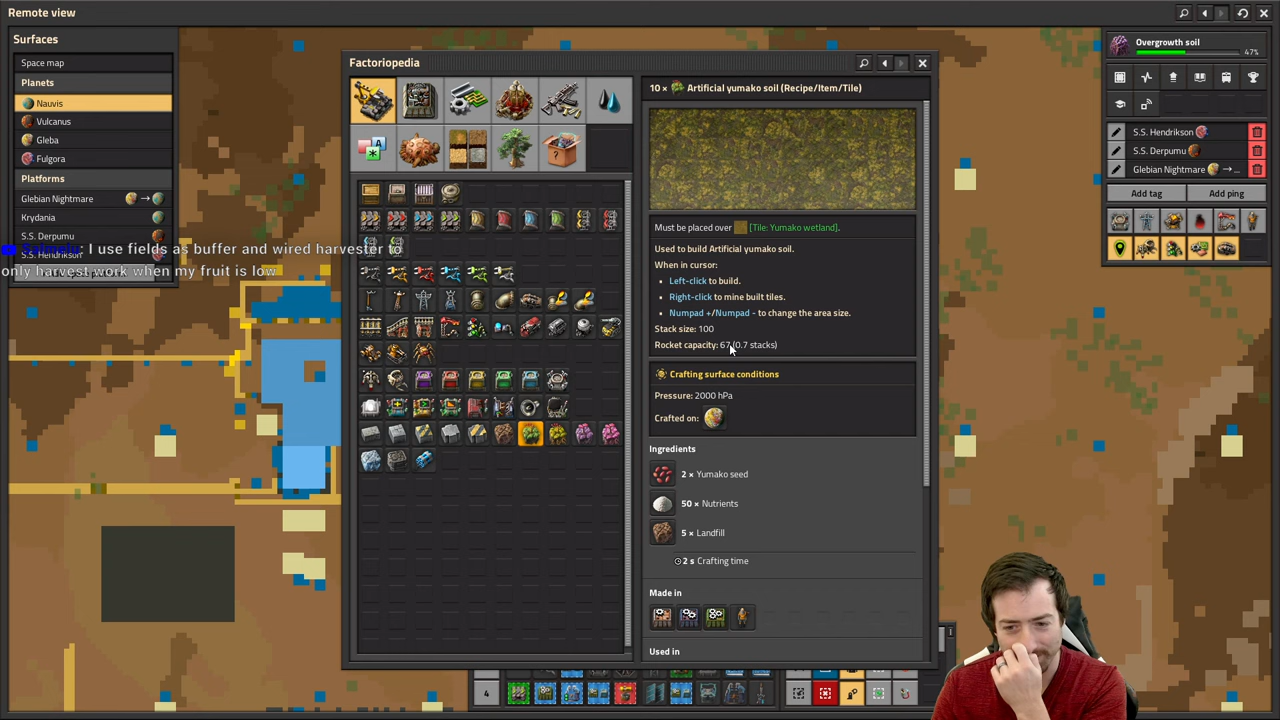 Remote view
Surfaces
Space map
Planets
Nauvis
Vulcanus
Gleba
Fulgora
Platforms
Glebian Nightmare
Krydania
S.S. Derpumu
S.S. Hendrikson
I use fields as buffer and wired harvester to
only harvest work when my fruit is low
Factoriopedia
10× Artificial yumako soil (Recipe/Item/Tile)
Must be placed over [Tile: Yumako wetland].
Used to build Artificial yumako soil.
When in cursor:
• Left-click to build.
• Right-click to mine built tiles.
• Numpad +/Numpad - to change the area size.
Stack size: 100
Rocket capacity: 67 (0.7 stacks)
Crafting surface conditions
Pressure: 2000 hPa
Crafted on:
Ingredients
2 × Yumako seed
50 × Nutrients
5 × Landfill
2 s Crafting time
Made in
Used in
4
Overgrowth soil
47%
S.S. Hendrikson
S.S. Derpumu
Glebian Nightmare → ...
Add tag
Add ping